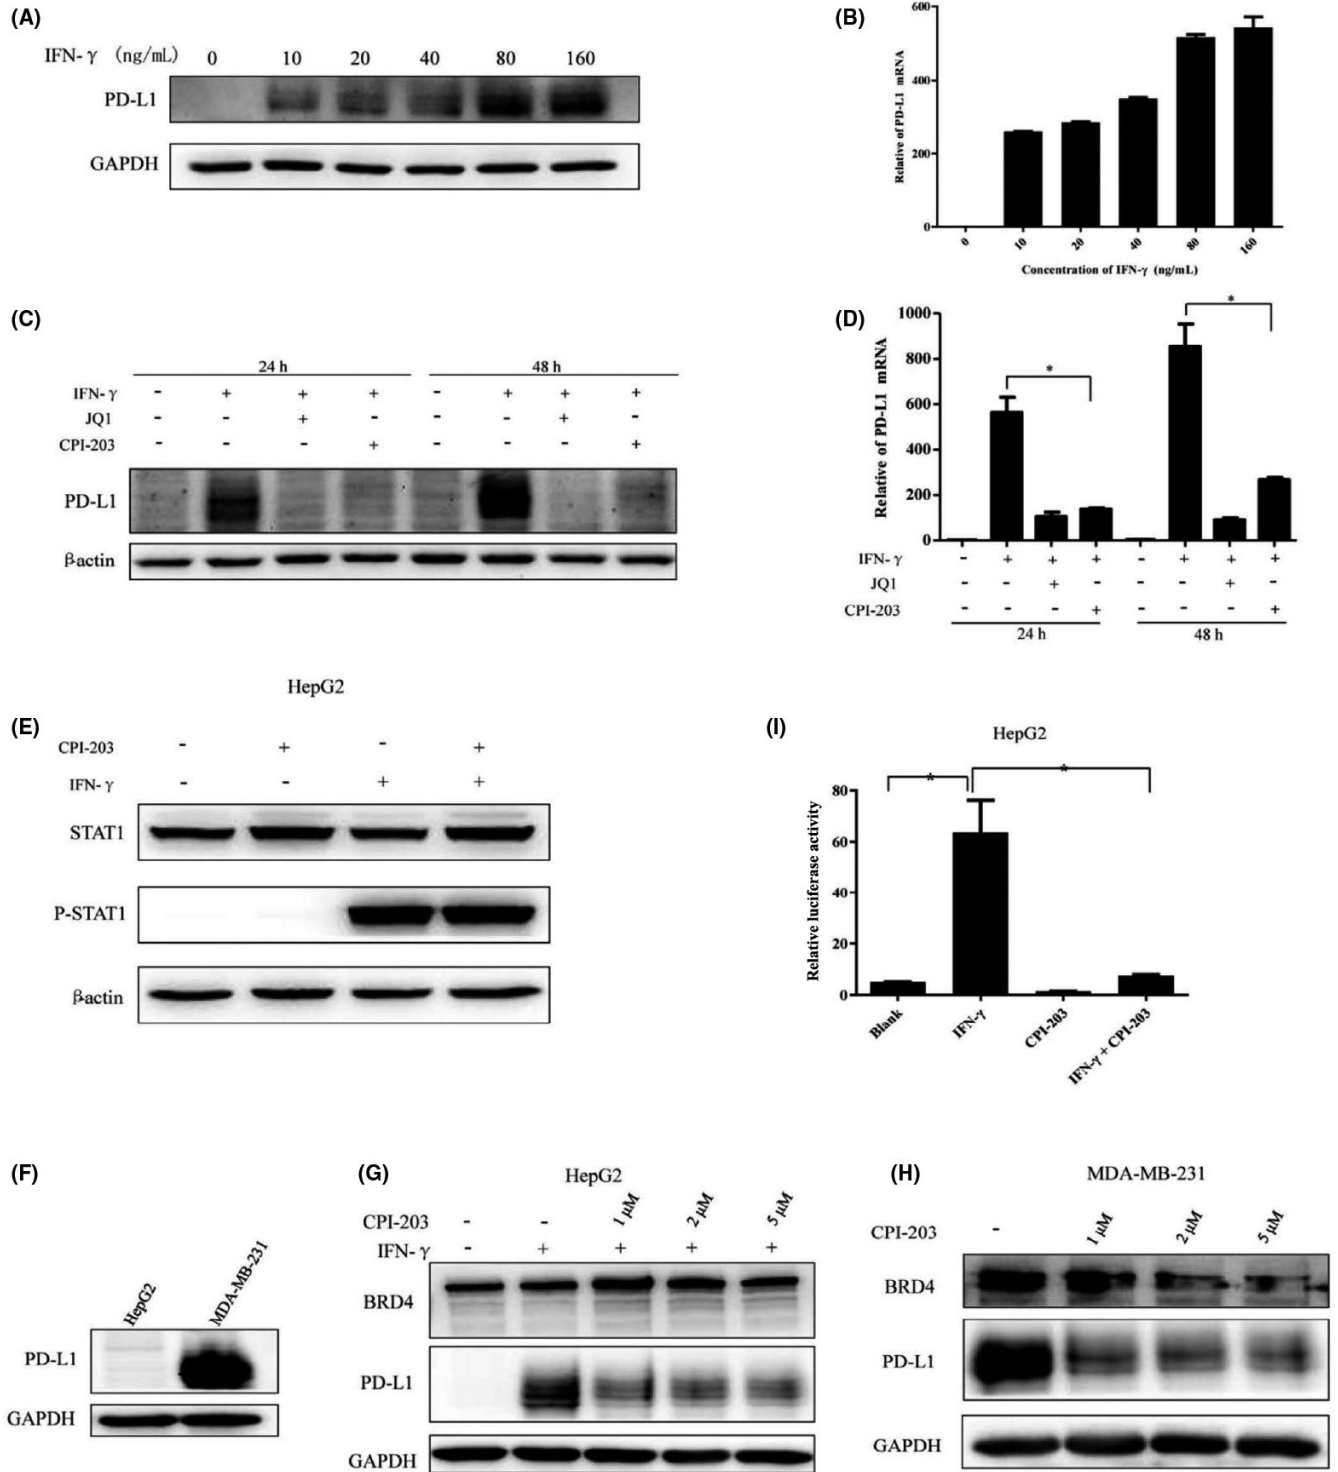 (A)
IFN- γ (ng/mL) 0 10 20 40 80 160
PD-L1
GAPDH
(B)
600
400
200
0
Relative of PD-L1 mRNA
0 10 20 40 80 160
Concentration of IFN-γ (ng/mL)
(C)
24 h 48 h
IFN- γ - + + + - + + +
JQ1 - - + - - - + -
CPI-203 - - - + - - - +
PD-L1
βactin
(D)
1000
800
600
400
200
0
Relative of PD-L1 mRNA
* *
IFN- γ - + + + - + + +
JQ1 - - + - - - + -
CPI-203 - - - + - - - +
24 h 48 h
HepG2
(E)
CPI-203 - + - +
IFN- γ - - + +
STAT1
P-STAT1
βactin
(I)
HepG2
* *
80
60
40
20
0
Relative luciferase activity
Blank IFN-γ CPI-203 IFN-γ + CPI-203
(F)
HepG2 MDA-MB-231
PD-L1
GAPDH
(G)
HepG2
CPI-203 - - 1 μM 2 μM 5 μM
IFN- γ - + + + +
BRD4
PD-L1
GAPDH
(H)
MDA-MB-231
CPI-203 - 1 μM 2 μM 5 μM
BRD4
PD-L1
GAPDH